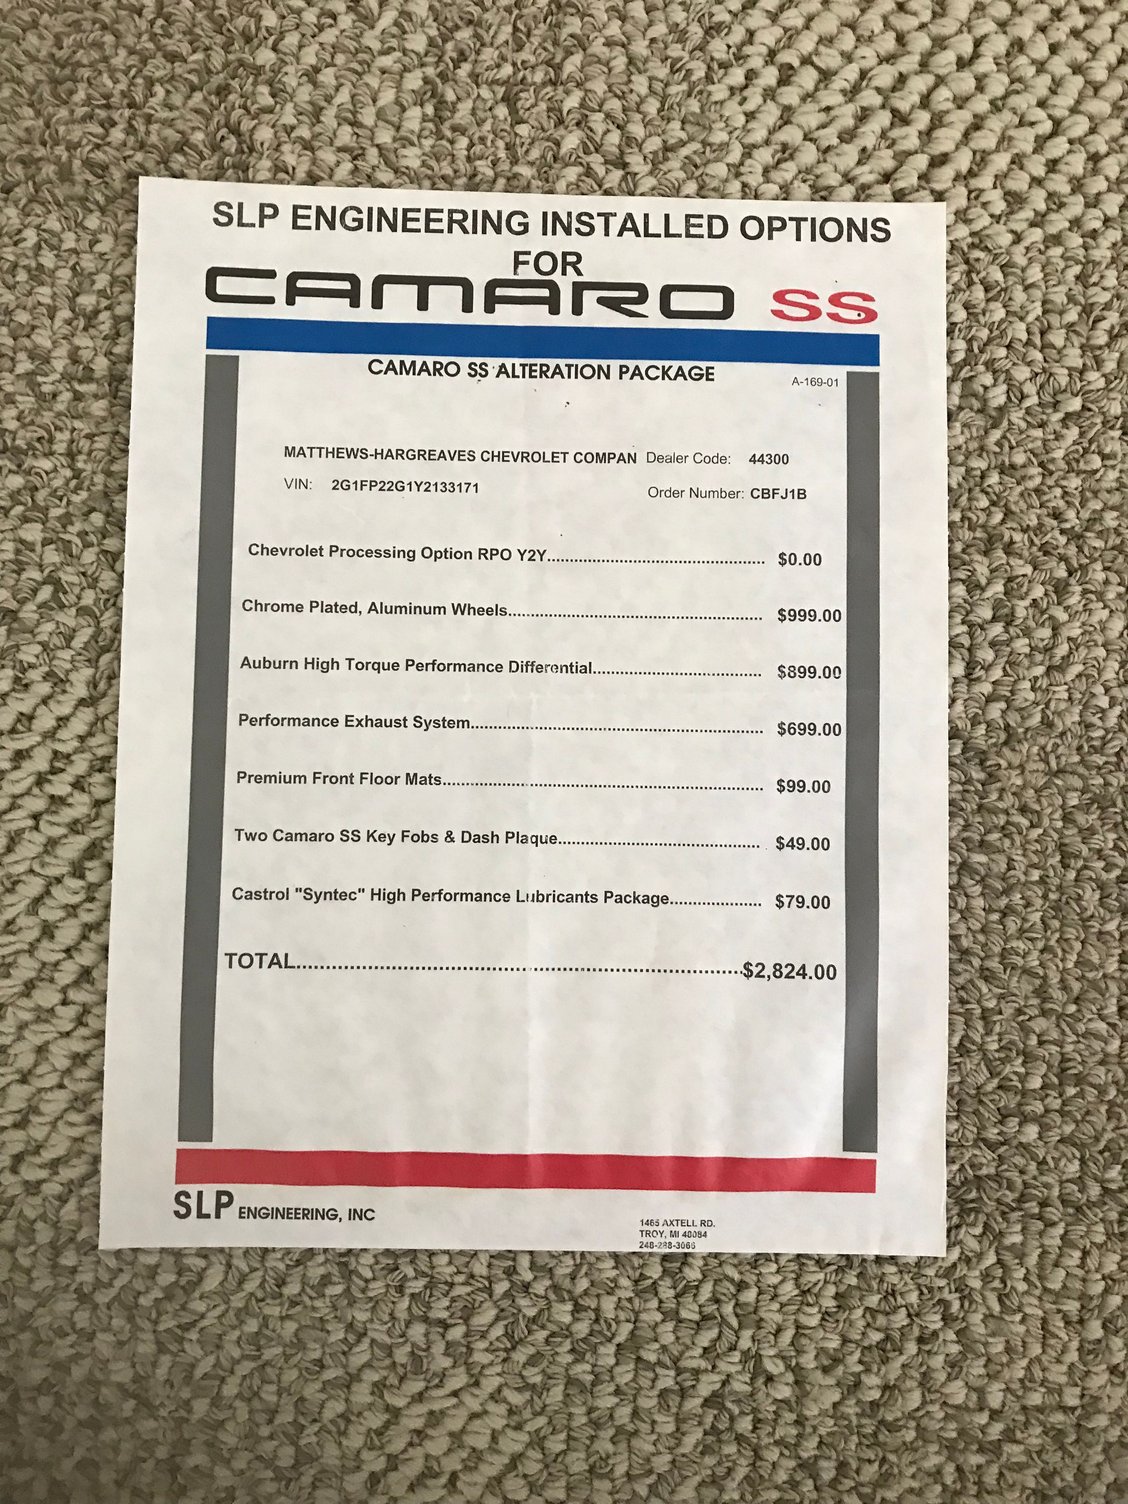 SLP ENGINEERING INSTALLED OPTIONS
FOR
CAMARO SS
CAMARO SS ALTERATION PACKAGE
A-169-01
MATTHEWS-HARGREAVES CHEVROLET COMPAN Dealer Code: 44300
VIN: 2G1FP22G1Y2133171 Order Number: CBFJ1B
Chevrolet Processing Option RPO Y2Y.................................................. $0.00
Chrome Plated, Aluminum Wheels.......................................................... $999.00
Auburn High Torque Performance Differential...................................... $899.00
Performance Exhaust System.................................................................. $699.00
Premium Front Floor Mats........................................................................ $99.00
Two Camaro SS Key Fobs & Dash Plaque.............................................. $49.00
Castrol "Syntec" High Performance Lubricants Package.................... $79.00
TOTAL...........................................................................$2,824.00
SLP ENGINEERING, INC
1465 AXTELL RD.
TROY, MI 48084
248-288-3066